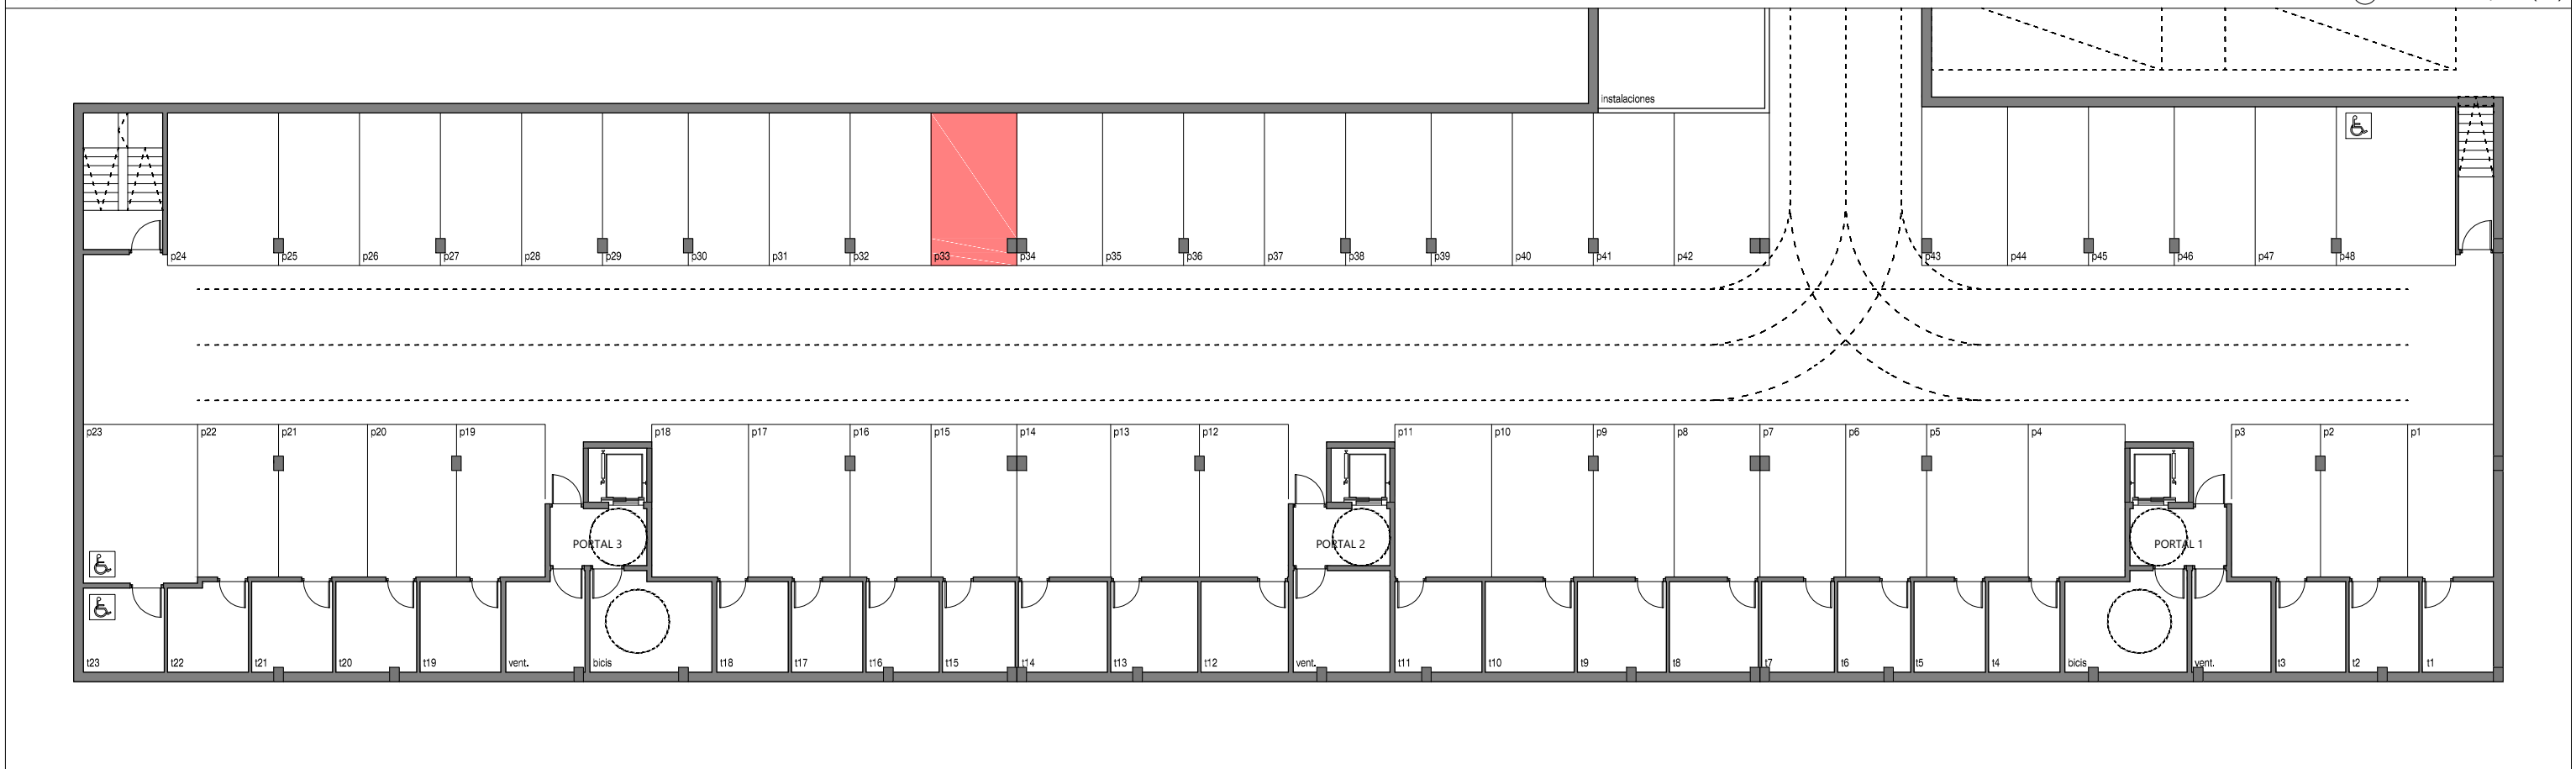 instalaciones
p24 p25 p26 p27 p28 p29 p30 p31 p32 p33 p34 p35 p36 p37 p38 p39 p40 p41 p42 p43 p44 p45 p46 p47 p48
p23 p22 p21 p20 p19 p18 p17 p16 p15 p14 p13 p12 p11 p10 p9 p8 p7 p6 p5 p4 p3 p2 p1
PORTAL 3 PORTAL 2 PORTAL 1
t23 t22 t21 t20 t19 vent. bicis t18 t17 t16 t15 t14 t13 t12 vent. t11 t10 t9 t8 t7 t6 t5 t4 bicis vent. t3 t2 t1